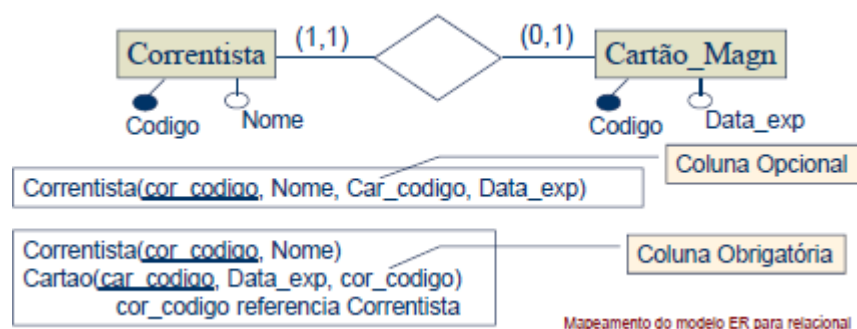 Correntista (1,1) (0,1) Cartão_Magn
Codigo Nome Codigo Data_exp
Coluna Opcional
Correntista(cor_codigo, Nome, Car_codigo, Data_exp)
Correntista(cor_codigo, Nome)
Coluna Obrigatória
Cartao(car_codigo, Data_exp, cor_codigo)
cor_codigo referencia Correntista
Mapeamento do modelo ER para relacional